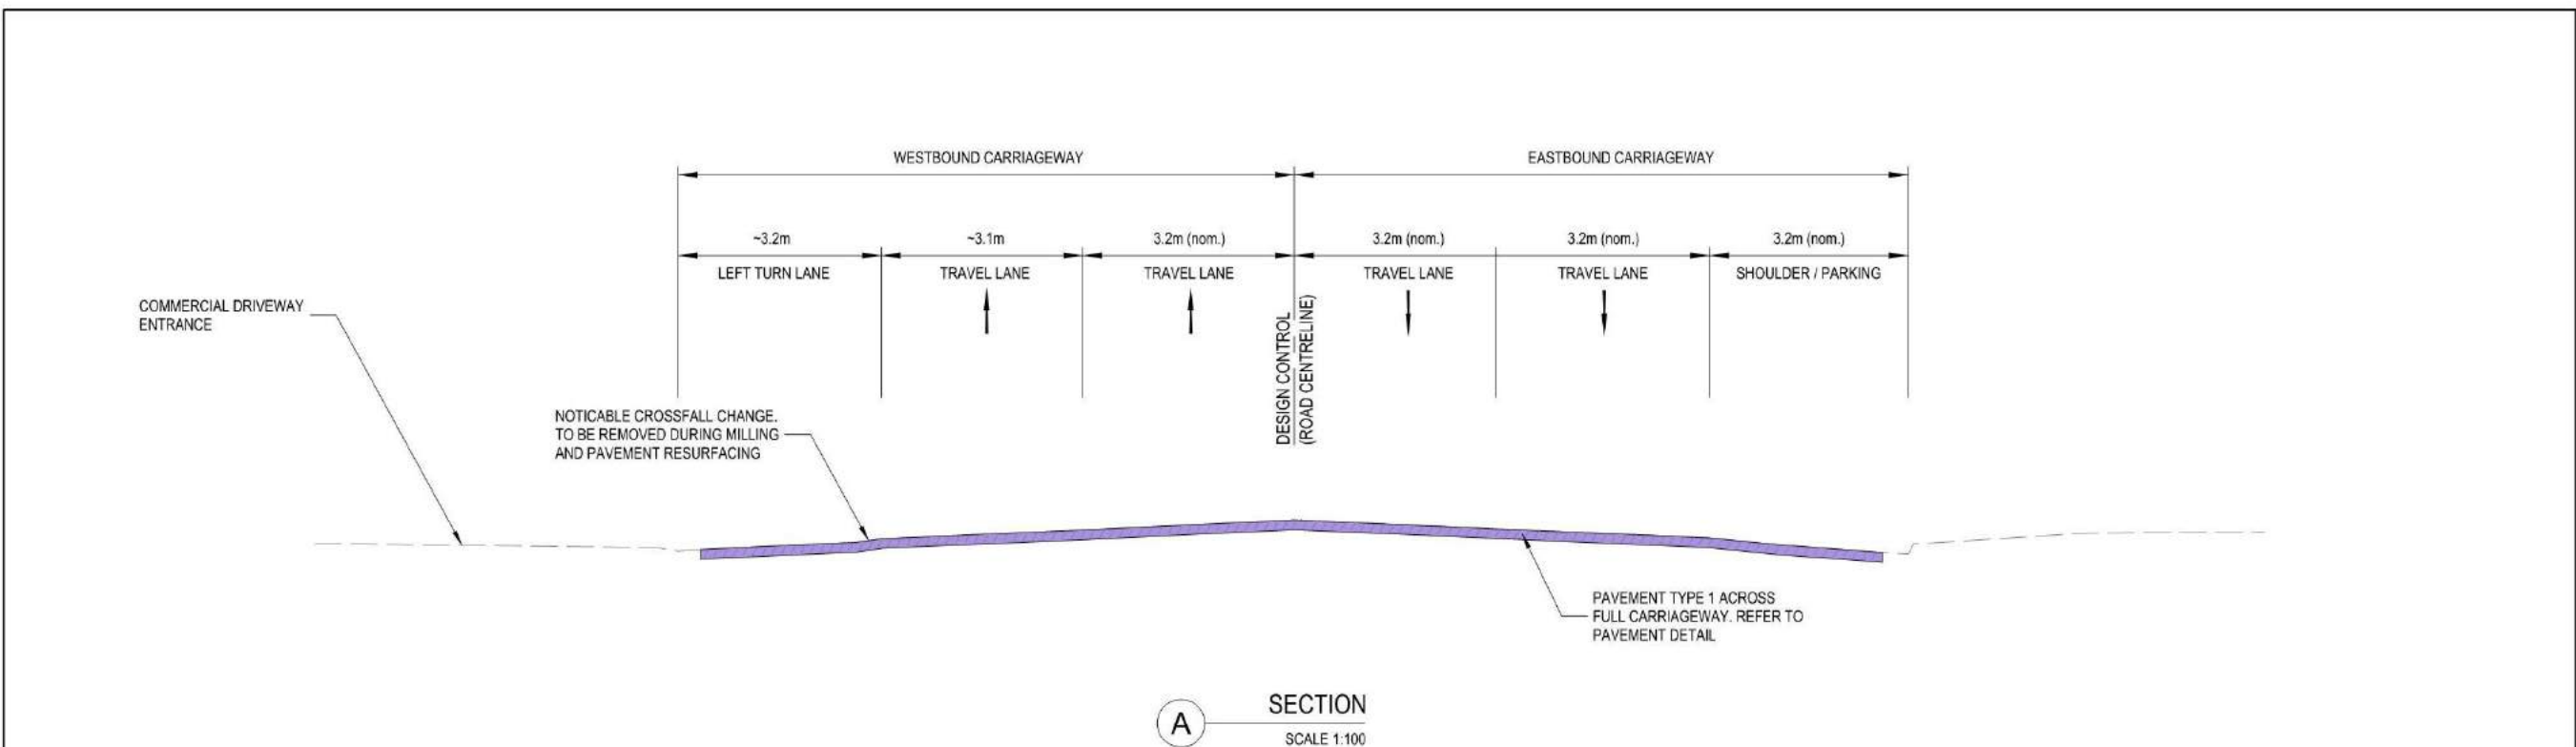 WESTBOUND CARRIAGEWAY
EASTBOUND CARRIAGEWAY
~3.2m
~3.1m
3.2m (nom.)
3.2m (nom.)
3.2m (nom.)
3.2m (nom.)
LEFT TURN LANE
TRAVEL LANE
TRAVEL LANE
TRAVEL LANE
TRAVEL LANE
SHOULDER / PARKING
COMMERCIAL DRIVEWAY
ENTRANCE
DESIGN CONTROL
(ROAD CENTRELINE)
NOTICABLE CROSSFALL CHANGE.
TO BE REMOVED DURING MILLING
AND PAVEMENT RESURFACING
PAVEMENT TYPE 1 ACROSS
FULL CARRIAGEWAY. REFER TO
PAVEMENT DETAIL
A
SECTION
SCALE 1:100